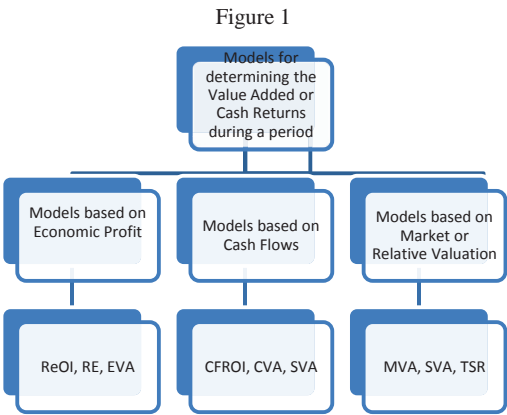 Figure 1
Models for
determining the
Value Added or
Cash Returns
during a period
Models based on
Economic Profit
Models based on
Cash Flows
Models based on
Market or
Relative Valuation
ReOI, RE, EVA
CFROI, CVA, SVA
MVA, SVA, TSR